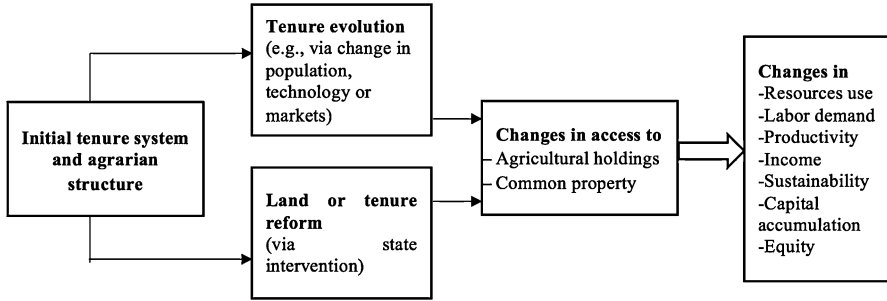 Initial tenure system
and agrarian
structure
Tenure evolution
(e.g., via change in
population,
technology or
markets)
Land or tenure
reform
(via state
intervention)
Changes in access to
– Agricultural holdings
– Common property
Changes in
-Resources use
-Labor demand
-Productivity
-Income
-Sustainability
-Capital
accumulation
-Equity